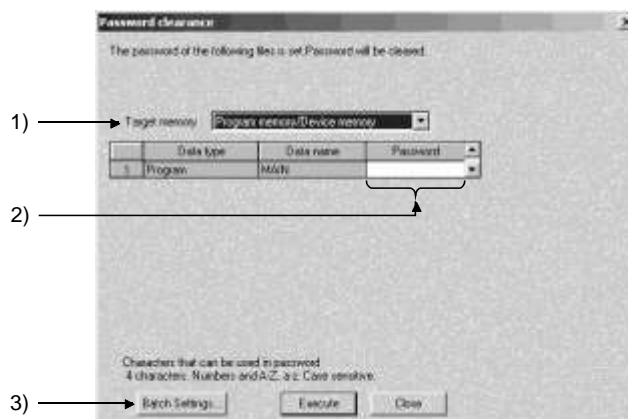 Password clearance
The password of the following files is set.Password will be cleared.
1)
Target memory Program memory/Device memory
Data type Data name Password
1 Program MAIN
2)
Characters that can be used in password
4 characters. Numbers and A-Z, a-z. Case sensitive.
3)
Batch Settings... Execute Close